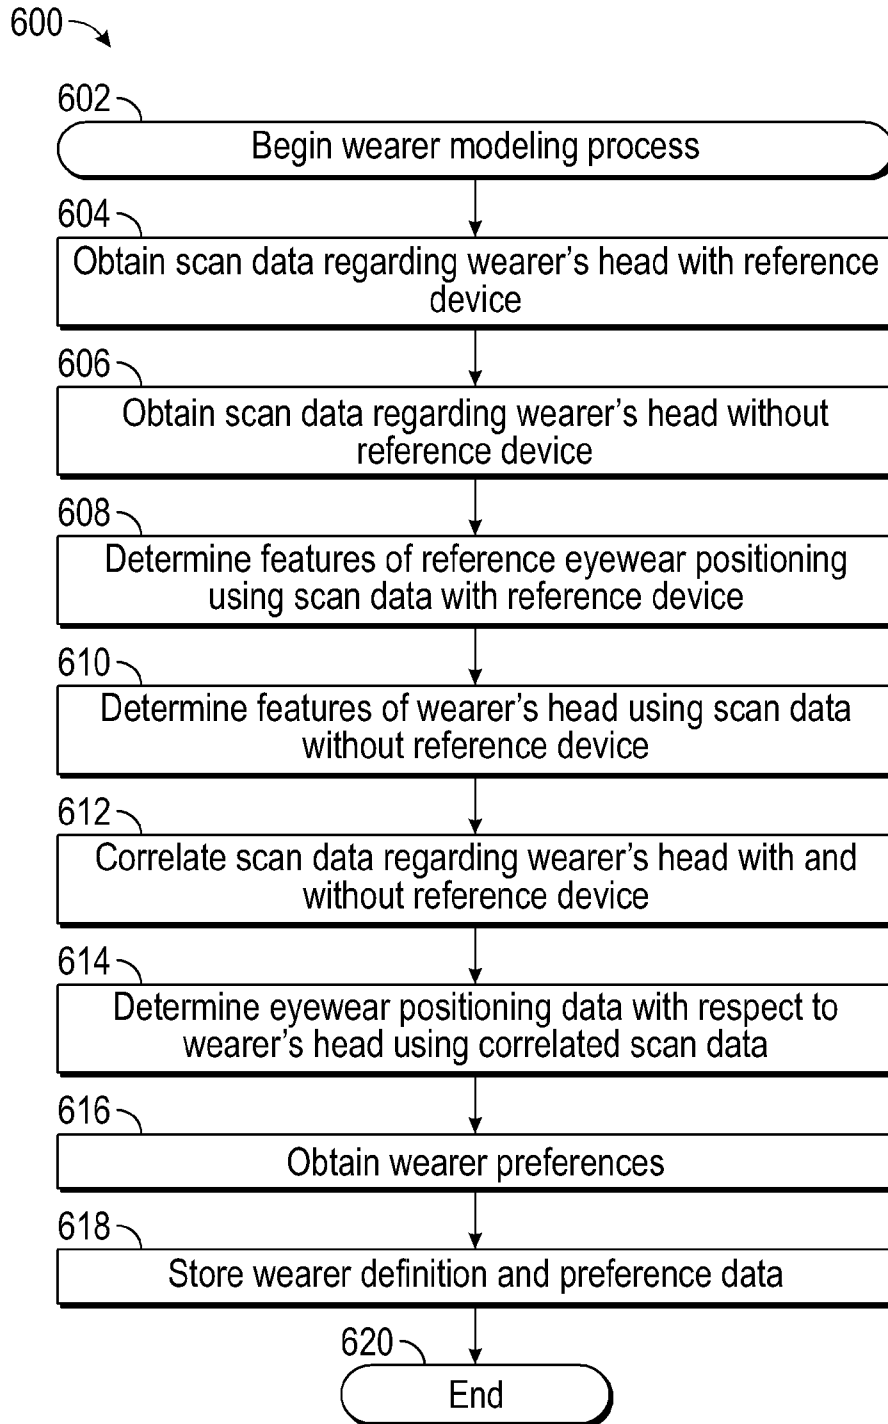 600
602
Begin wearer modeling process
604
Obtain scan data regarding wearer's head with reference
device
606
Obtain scan data regarding wearer's head without
reference device
608
Determine features of reference eyewear positioning
using scan data with reference device
610
Determine features of wearer's head using scan data
without reference device
612
Correlate scan data regarding wearer's head with and
without reference device
614
Determine eyewear positioning data with respect to
wearer's head using correlated scan data
616
Obtain wearer preferences
618
Store wearer definition and preference data
620
End